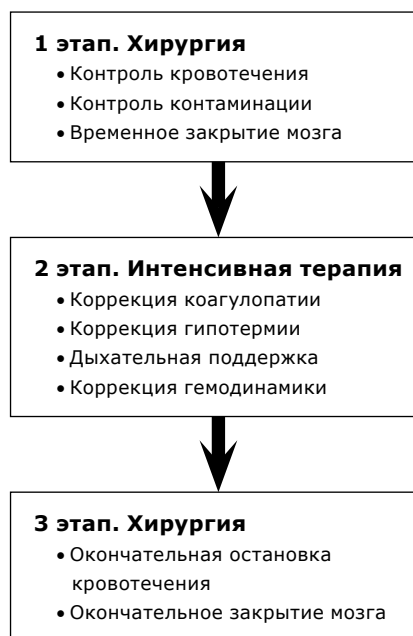 1 этап. Хирургия
• Контроль кровотечения
• Контроль контаминации
• Временное закрытие мозга
2 этап. Интенсивная терапия
• Коррекция коагулопатии
• Коррекция гипотермии
• Дыхательная поддержка
• Коррекция гемодинамики
3 этап. Хирургия
• Окончательная остановка
кровотечения
• Окончательное закрытие мозга